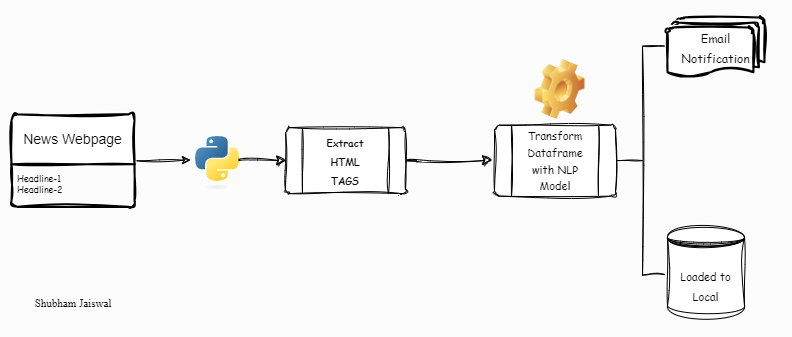 News Webpage
Headline-1
Headline-2
Extract
HTML
TAGS
Transform
Dataframe
with NLP
Model
Email
Notification
Loaded to
Local
Shubham Jaiswal